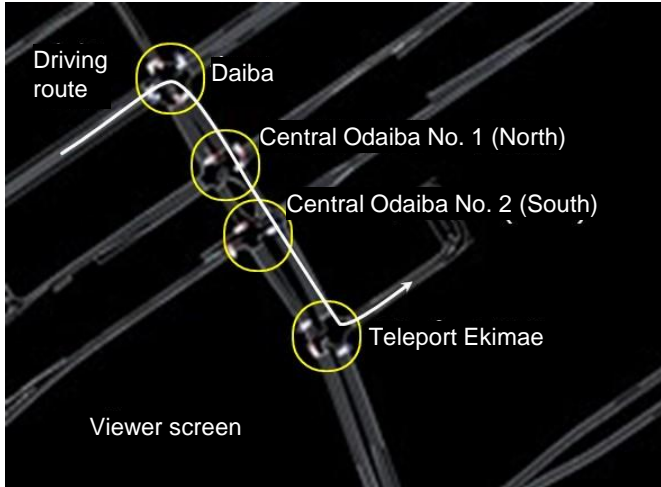 Driving
route
Daiba
Central Odaiba No. 1 (North)
Central Odaiba No. 2 (South)
Teleport Ekimae
Viewer screen